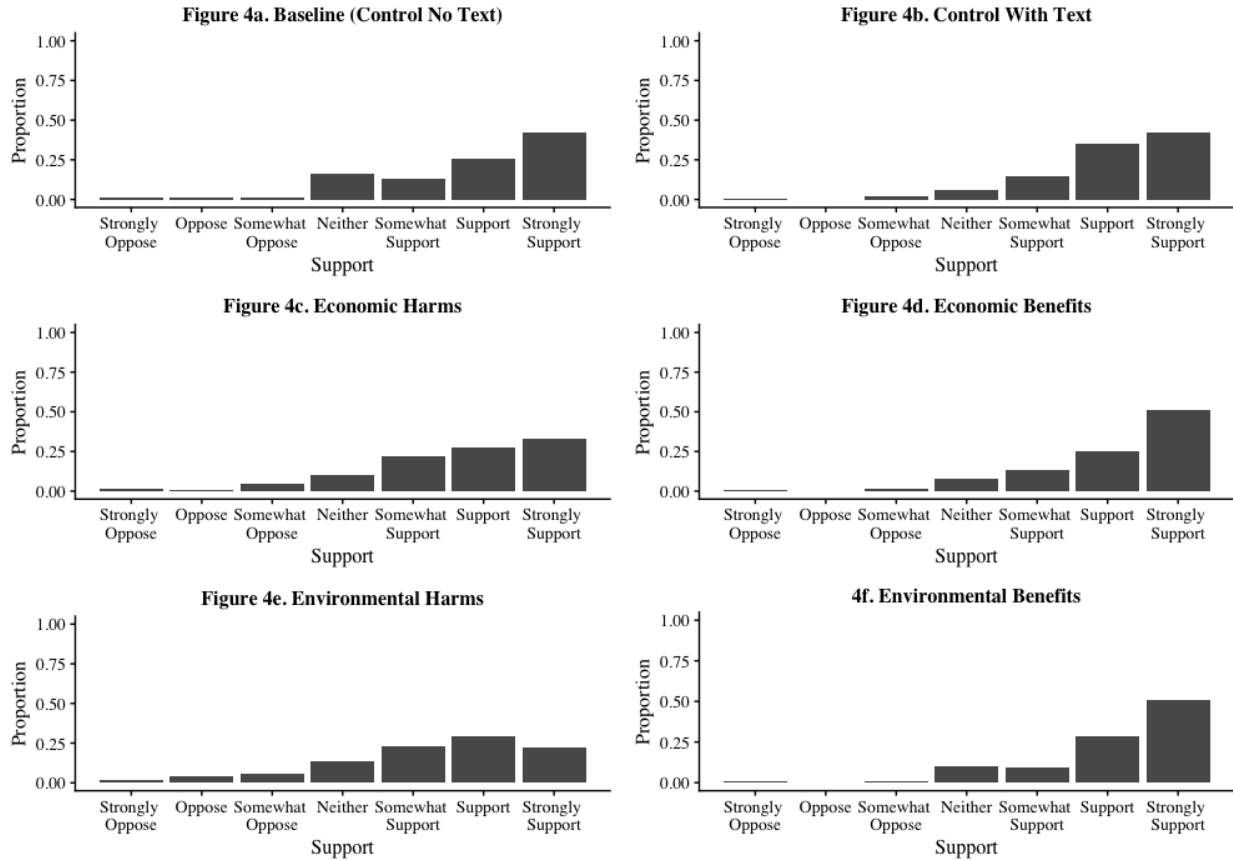 Figure 4a. Baseline (Control No Text)
1.00
0.75
0.50
0.25
0.00
Proportion
Strongly Oppose
Oppose
Somewhat Oppose
Neither
Somewhat Support
Support
Strongly Support
Support
Figure 4b. Control With Text
1.00
0.75
0.50
0.25
0.00
Proportion
Strongly Oppose
Oppose
Somewhat Oppose
Neither
Somewhat Support
Support
Strongly Support
Support
Figure 4c. Economic Harms
1.00
0.75
0.50
0.25
0.00
Proportion
Strongly Oppose
Oppose
Somewhat Oppose
Neither
Somewhat Support
Support
Strongly Support
Support
Figure 4d. Economic Benefits
1.00
0.75
0.50
0.25
0.00
Proportion
Strongly Oppose
Oppose
Somewhat Oppose
Neither
Somewhat Support
Support
Strongly Support
Support
Figure 4e. Environmental Harms
1.00
0.75
0.50
0.25
0.00
Proportion
Strongly Oppose
Oppose
Somewhat Oppose
Neither
Somewhat Support
Support
Strongly Support
Support
4f. Environmental Benefits
1.00
0.75
0.50
0.25
0.00
Proportion
Strongly Oppose
Oppose
Somewhat Oppose
Neither
Somewhat Support
Support
Strongly Support
Support